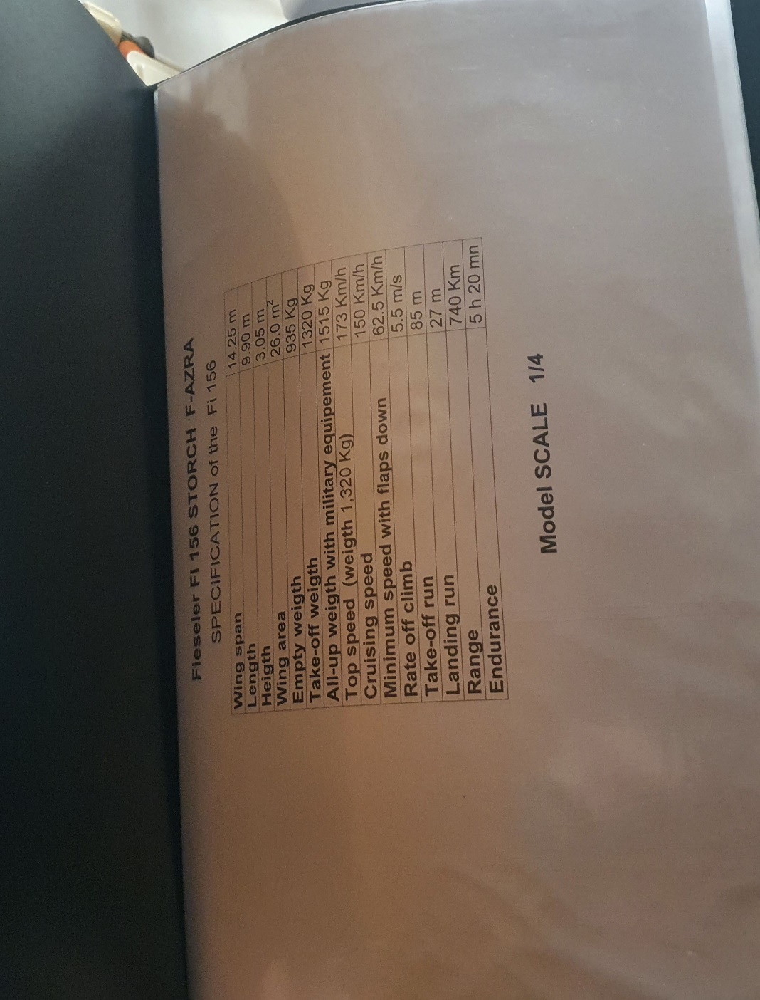 Fieseler FI 156 STORCH F-AZRA
SPECIFICATION of the Fi 156
Wing span 14.25 m
Length 9.90 m
Heigth 3.05 m
Wing area 26.0 m²
Empty weigth 935 Kg
Take-off weigth 1320 Kg
All-up weigth with military equipement 1515 Kg
Top speed (weigth 1,320 Kg) 173 Km/h
Cruising speed 150 Km/h
Minimum speed with flaps down 62.5 Km/h
Rate off climb 5.5 m/s
Take-off run 85 m
Landing run 27 m
Range 740 Km
Endurance 5 h 20 mn
Model SCALE 1/4